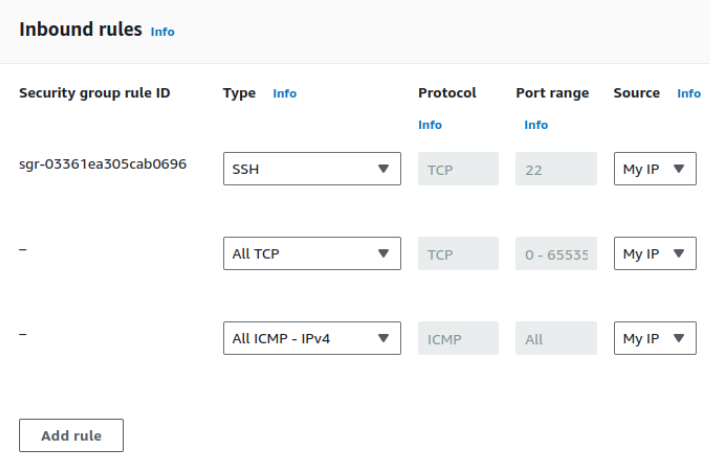 Inbound rules Info
Security group rule ID Type Info Protocol Port range Source Info
Info Info
sgr-03361ea305cab0696 SSH TCP 22 My IP
– All TCP TCP 0 - 65535 My IP
– All ICMP - IPv4 ICMP All My IP
Add rule